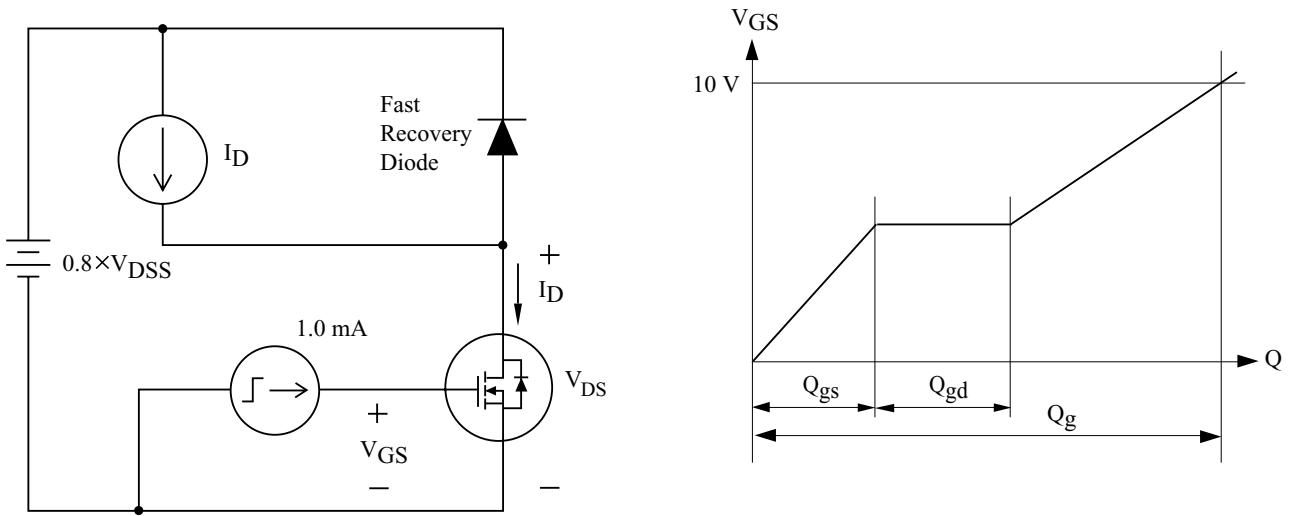 Fast
Recovery
Diode
I_D
0.8×V_DSS
+
I_D
1.0 mA
V_DS
+
V_GS
−
−
V_GS
10 V
Q
Q_gs
Q_gd
Q_g